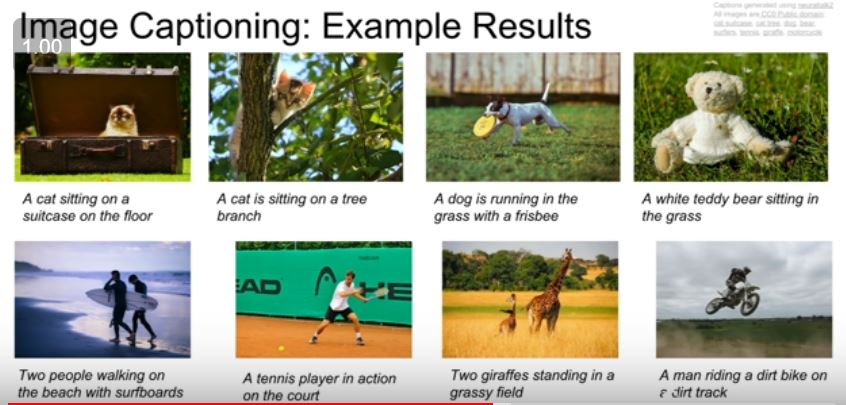 Image Captioning: Example Results
Captions generated using neuraltalk2
All images are CC0 Public domain:
cat suitcase, cat tree, dog, bear,
surfers, tennis, giraffe, motorcycle
1.00
A cat sitting on a
suitcase on the floor
A cat is sitting on a tree
branch
A dog is running in the
grass with a frisbee
A white teddy bear sitting in
the grass
EAD
HE
Two people walking on
the beach with surfboards
A tennis player in action
on the court
Two giraffes standing in a
grassy field
A man riding a dirt bike on
a dirt track